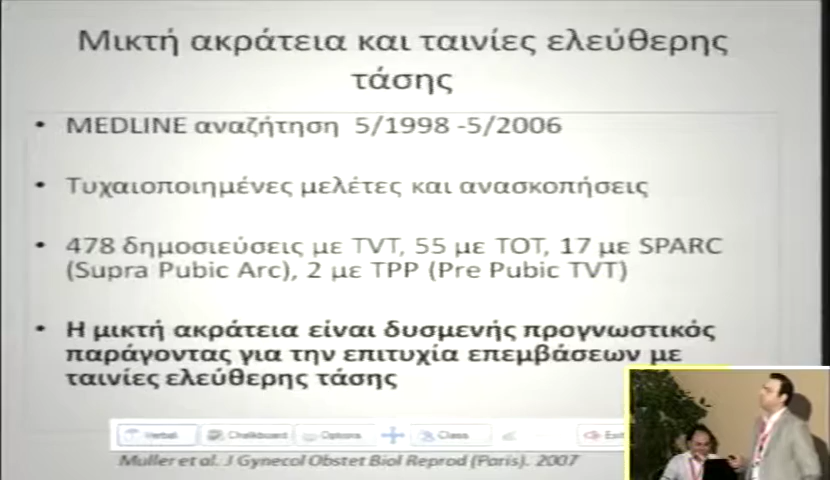 Μικτή ακράτεια και ταινίες ελεύθερης
τάσης
• MEDLINE αναζήτηση 5/1998 -5/2006
• Τυχαιοποιημένες μελέτες και ανασκοπήσεις
• 478 δημοσιεύσεις με TVT, 55 με TOT, 17 με SPARC
(Supra Pubic Arc), 2 με TPP (Pre Pubic TVT)
• Η μικτή ακράτεια είναι δυσμενής προγνωστικός
παράγοντας για την επιτυχία επεμβάσεων με
ταινίες ελεύθερης τάσης
Chalkboard Options Class
Muller et al. J Gynecol Obstet Biol Reprod (Paris). 2007